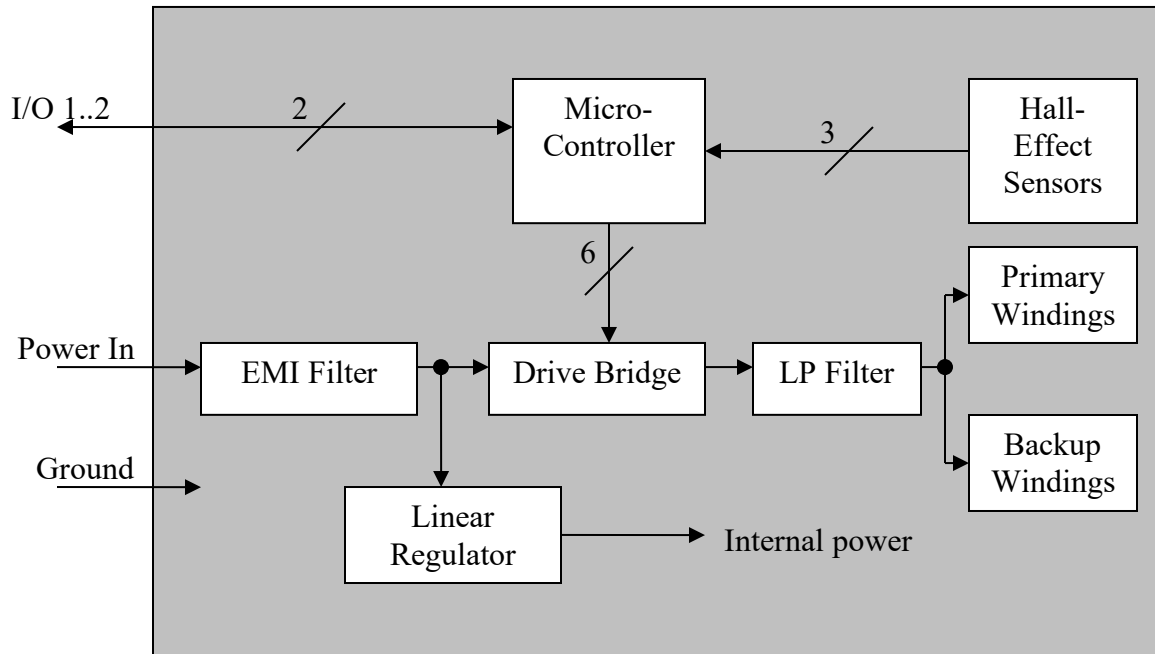 I/O 1..2
2
Micro-
Controller
3
Hall-
Effect
Sensors
6
Primary
Windings
Power In
EMI Filter
Drive Bridge
LP Filter
Ground
Backup
Windings
Linear
Regulator
Internal power